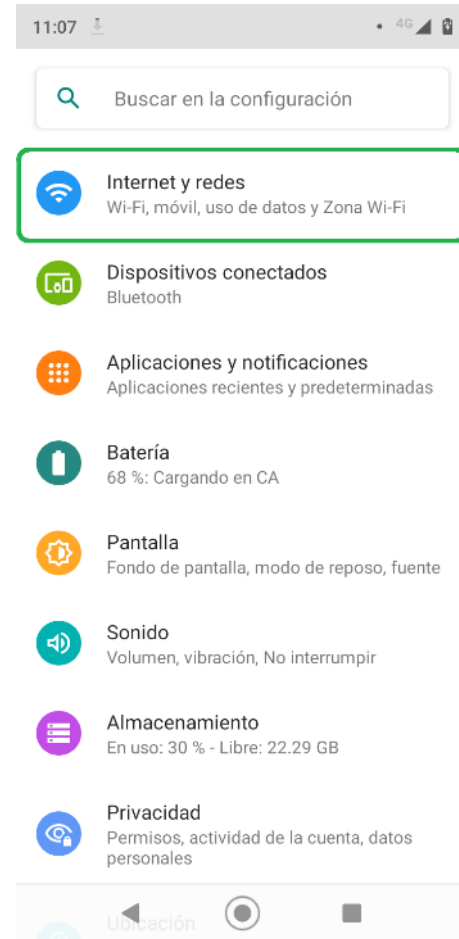 11:07
4G
Buscar en la configuración
Internet y redes
Wi-Fi, móvil, uso de datos y Zona Wi-Fi
Dispositivos conectados
Bluetooth
Aplicaciones y notificaciones
Aplicaciones recientes y predeterminadas
Batería
68 %: Cargando en CA
Pantalla
Fondo de pantalla, modo de reposo, fuente
Sonido
Volumen, vibración, No interrumpir
Almacenamiento
En uso: 30 % - Libre: 22.29 GB
Privacidad
Permisos, actividad de la cuenta, datos
personales
Ubicación